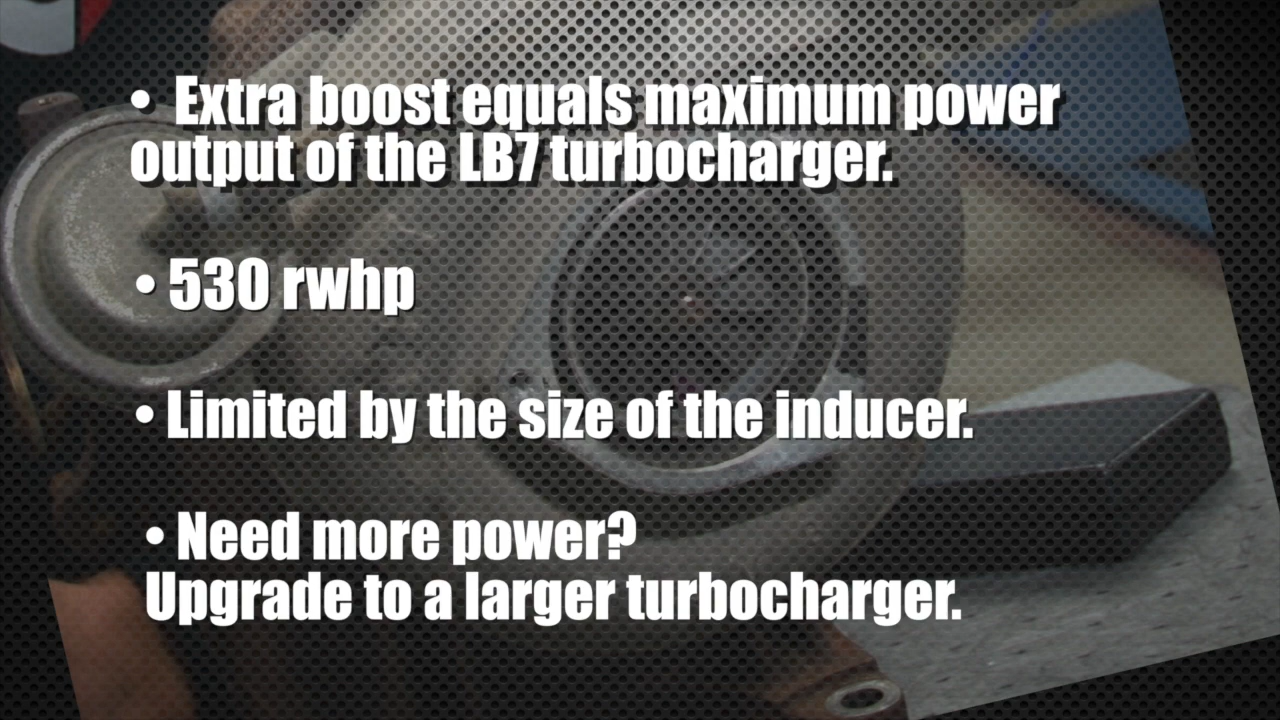 • Extra boost equals maximum power
output of the LB7 turbocharger.
• 530 rwhp
• Limited by the size of the inducer.
• Need more power?
Upgrade to a larger turbocharger.